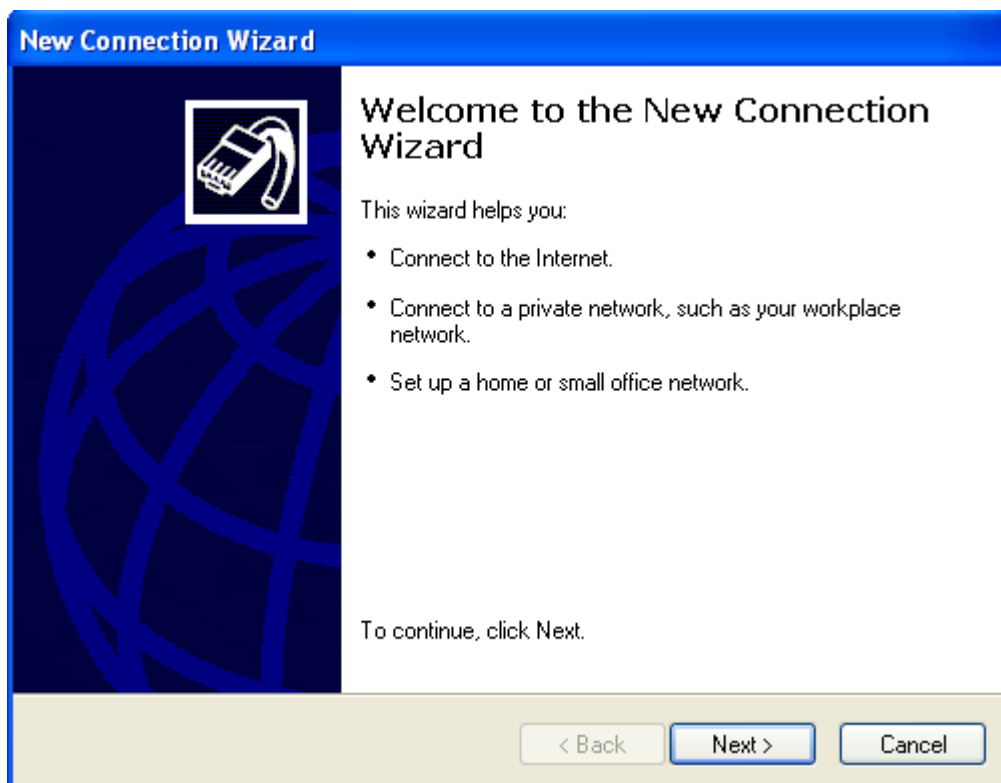 New Connection Wizard
Welcome to the New Connection
Wizard
This wizard helps you:
• Connect to the Internet.
• Connect to a private network, such as your workplace
network.
• Set up a home or small office network.
To continue, click Next.
< Back
Next >
Cancel